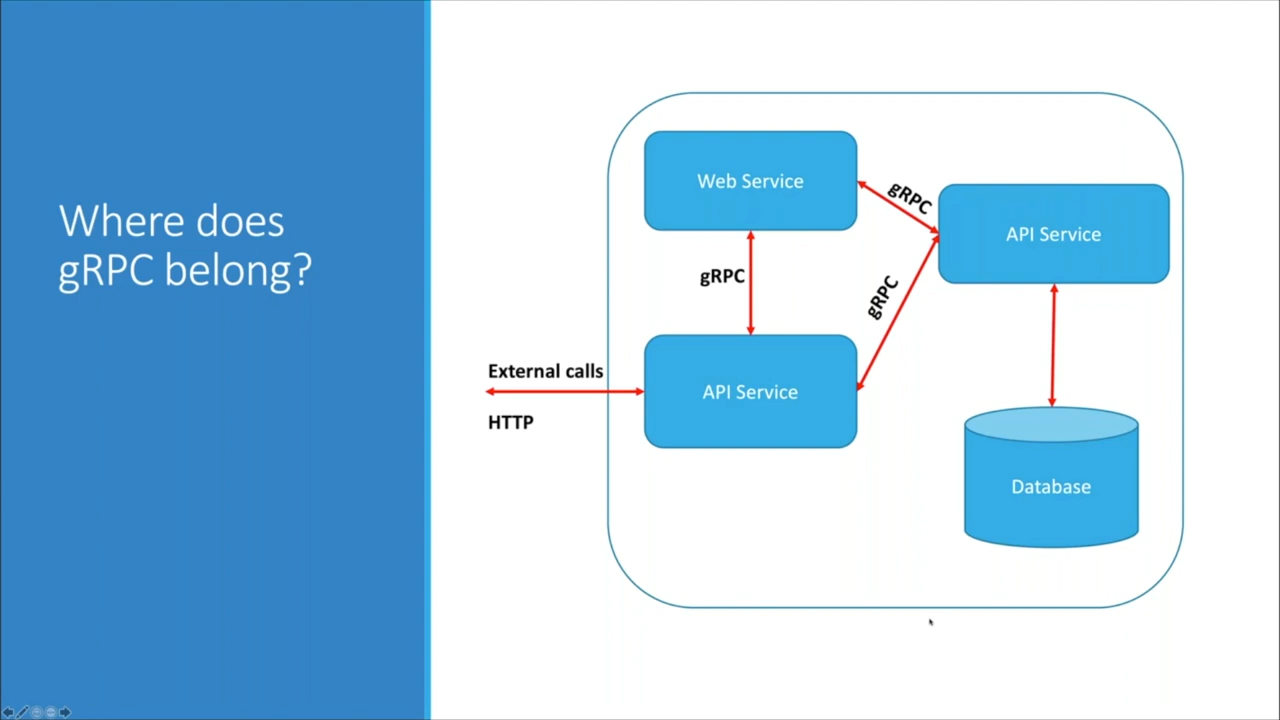 Where does
gRPC belong?
Web Service
gRPC
API Service
gRPC
gRPC
External calls
HTTP
API Service
Database